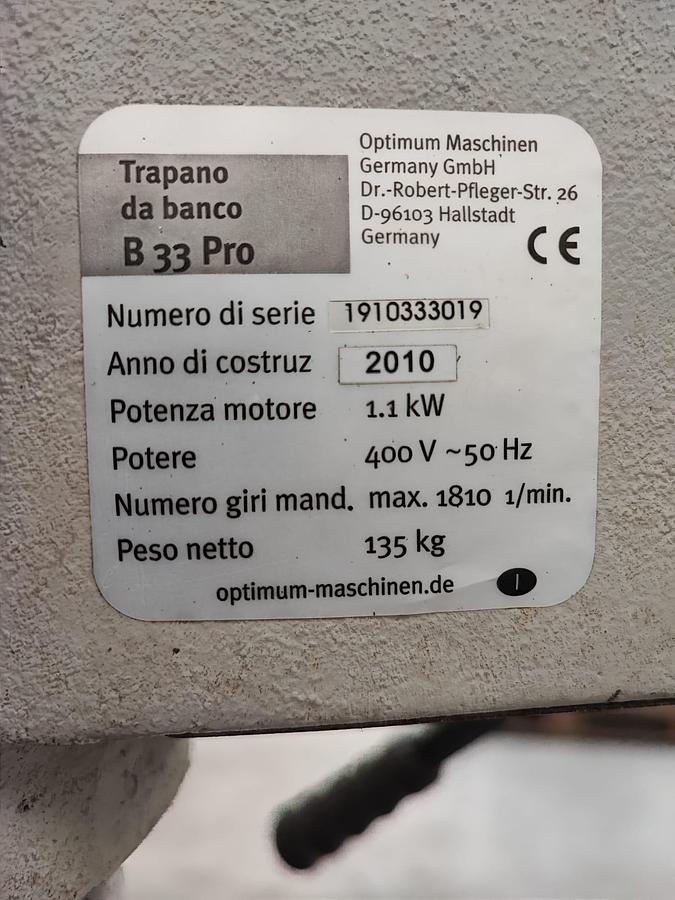 Trapano
da banco
B 33 Pro
Optimum Maschinen
Germany GmbH
Dr.-Robert-Pfleger-Str. 26
D-96103 Hallstadt
Germany
CE
Numero di serie 1910333019
Anno di costruz 2010
Potenza motore 1.1 kW
Potere 400 V ~50 Hz
Numero giri mand. max. 1810 1/min.
Peso netto 135 kg
optimum-maschinen.de I